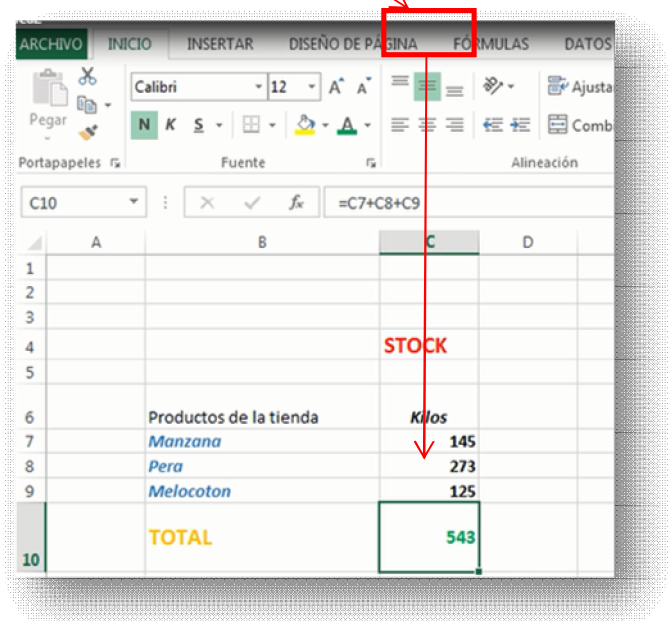 ARCHIVO INICIO INSERTAR DISEÑO DE PÁGINA FÓRMULAS DATOS
Calibri 12 A A Ajusta
Pegar N K S A Comb
Portapapeles Fuente Alineación
C10 fx =C7+C8+C9
A B C D
1
2
3
4 STOCK
5
6 Productos de la tienda Kilos
7 Manzana 145
8 Pera 273
9 Melocoton 125
10 TOTAL 543